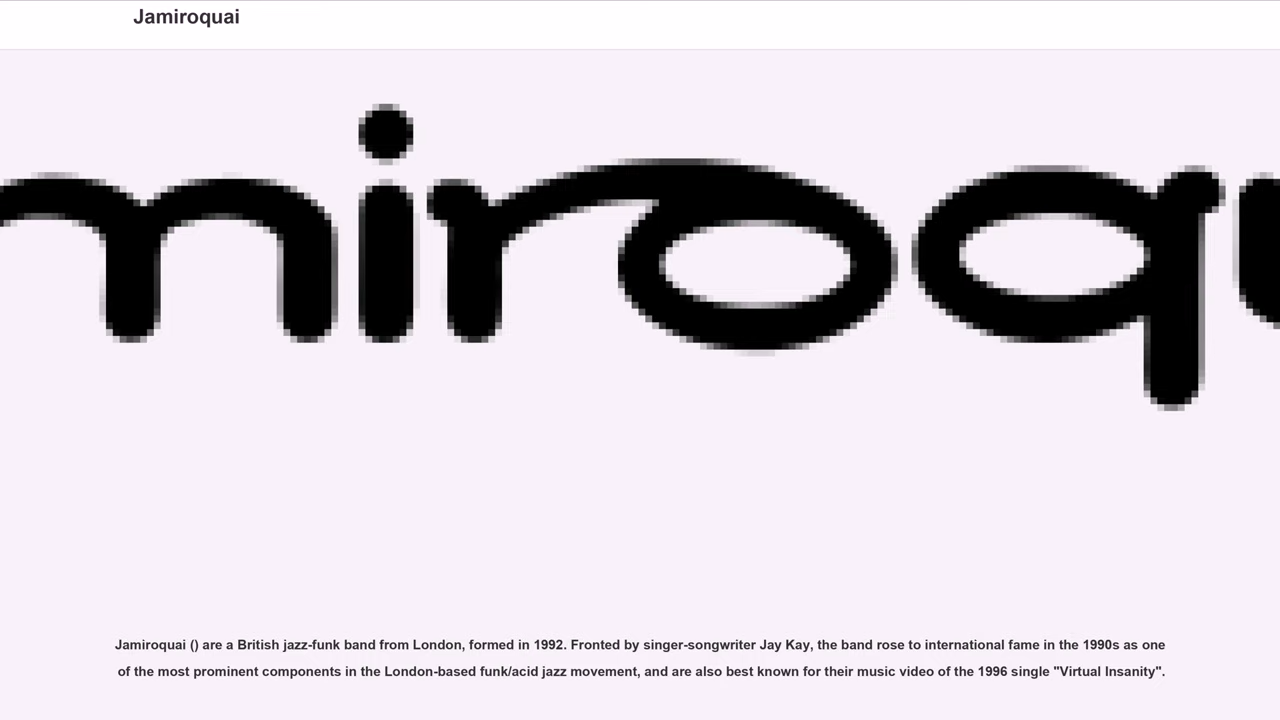 Jamiroquai
miroqu
Jamiroquai () are a British jazz-funk band from London, formed in 1992. Fronted by singer-songwriter Jay Kay, the band rose to international fame in the 1990s as one
of the most prominent components in the London-based funk/acid jazz movement, and are also best known for their music video of the 1996 single "Virtual Insanity".